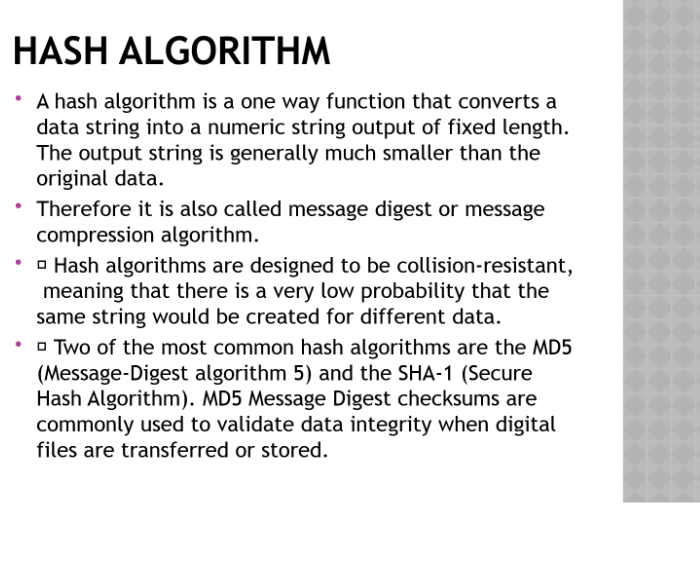 HASH ALGORITHM
• A hash algorithm is a one way function that converts a
data string into a numeric string output of fixed length.
The output string is generally much smaller than the
original data.
• Therefore it is also called message digest or message
compression algorithm.
• □ Hash algorithms are designed to be collision-resistant,
meaning that there is a very low probability that the
same string would be created for different data.
• □ Two of the most common hash algorithms are the MD5
(Message-Digest algorithm 5) and the SHA-1 (Secure
Hash Algorithm). MD5 Message Digest checksums are
commonly used to validate data integrity when digital
files are transferred or stored.